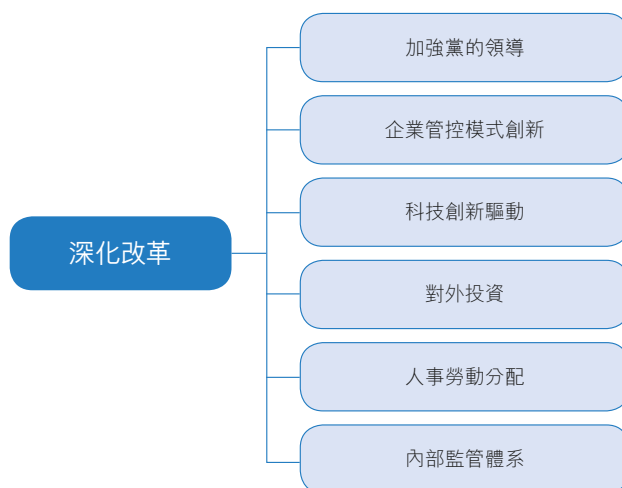 深化改革
加強黨的領導
企業管控模式創新
科技創新驅動
對外投資
人事勞動分配
內部監管體系